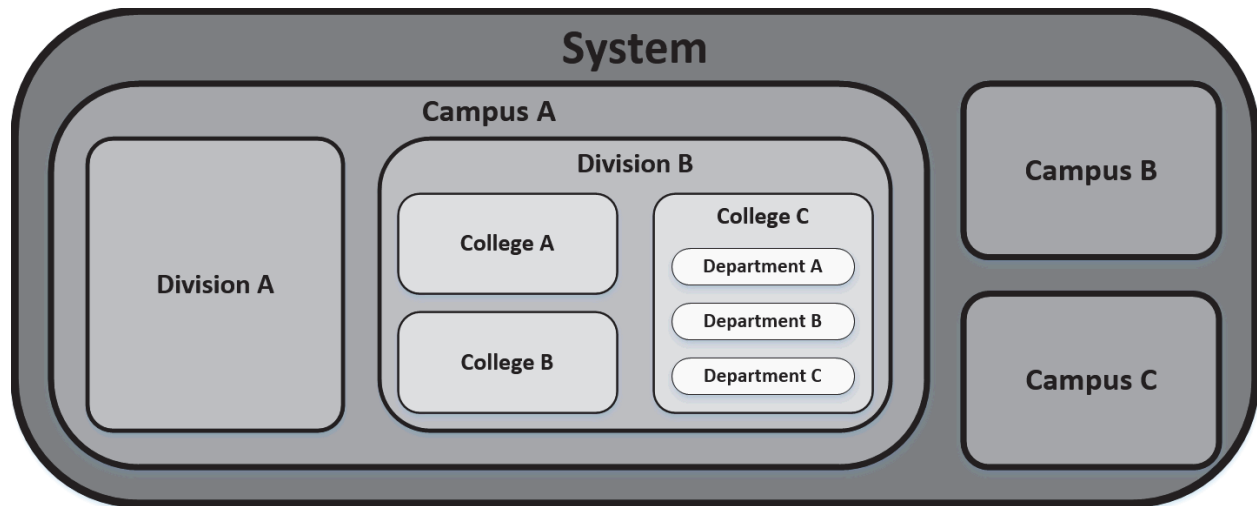 System
Campus A
Division A
Division B
College A
College B
College C
Department A
Department B
Department C
Campus B
Campus C